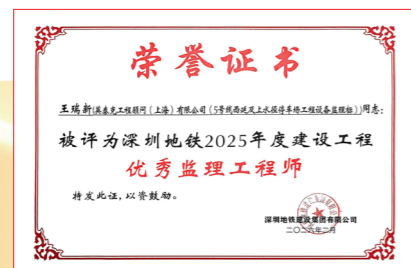 荣誉证书
王瑞新(英泰克工程顾问（上海）有限公司（5号线西延及上水径停车场工程设备监理标）)同志：
被评为深圳地铁2025年度建设工程
优秀监理工程师
特发此证，以资鼓励。
深圳地铁建设集团有限公司
二〇二六年二月